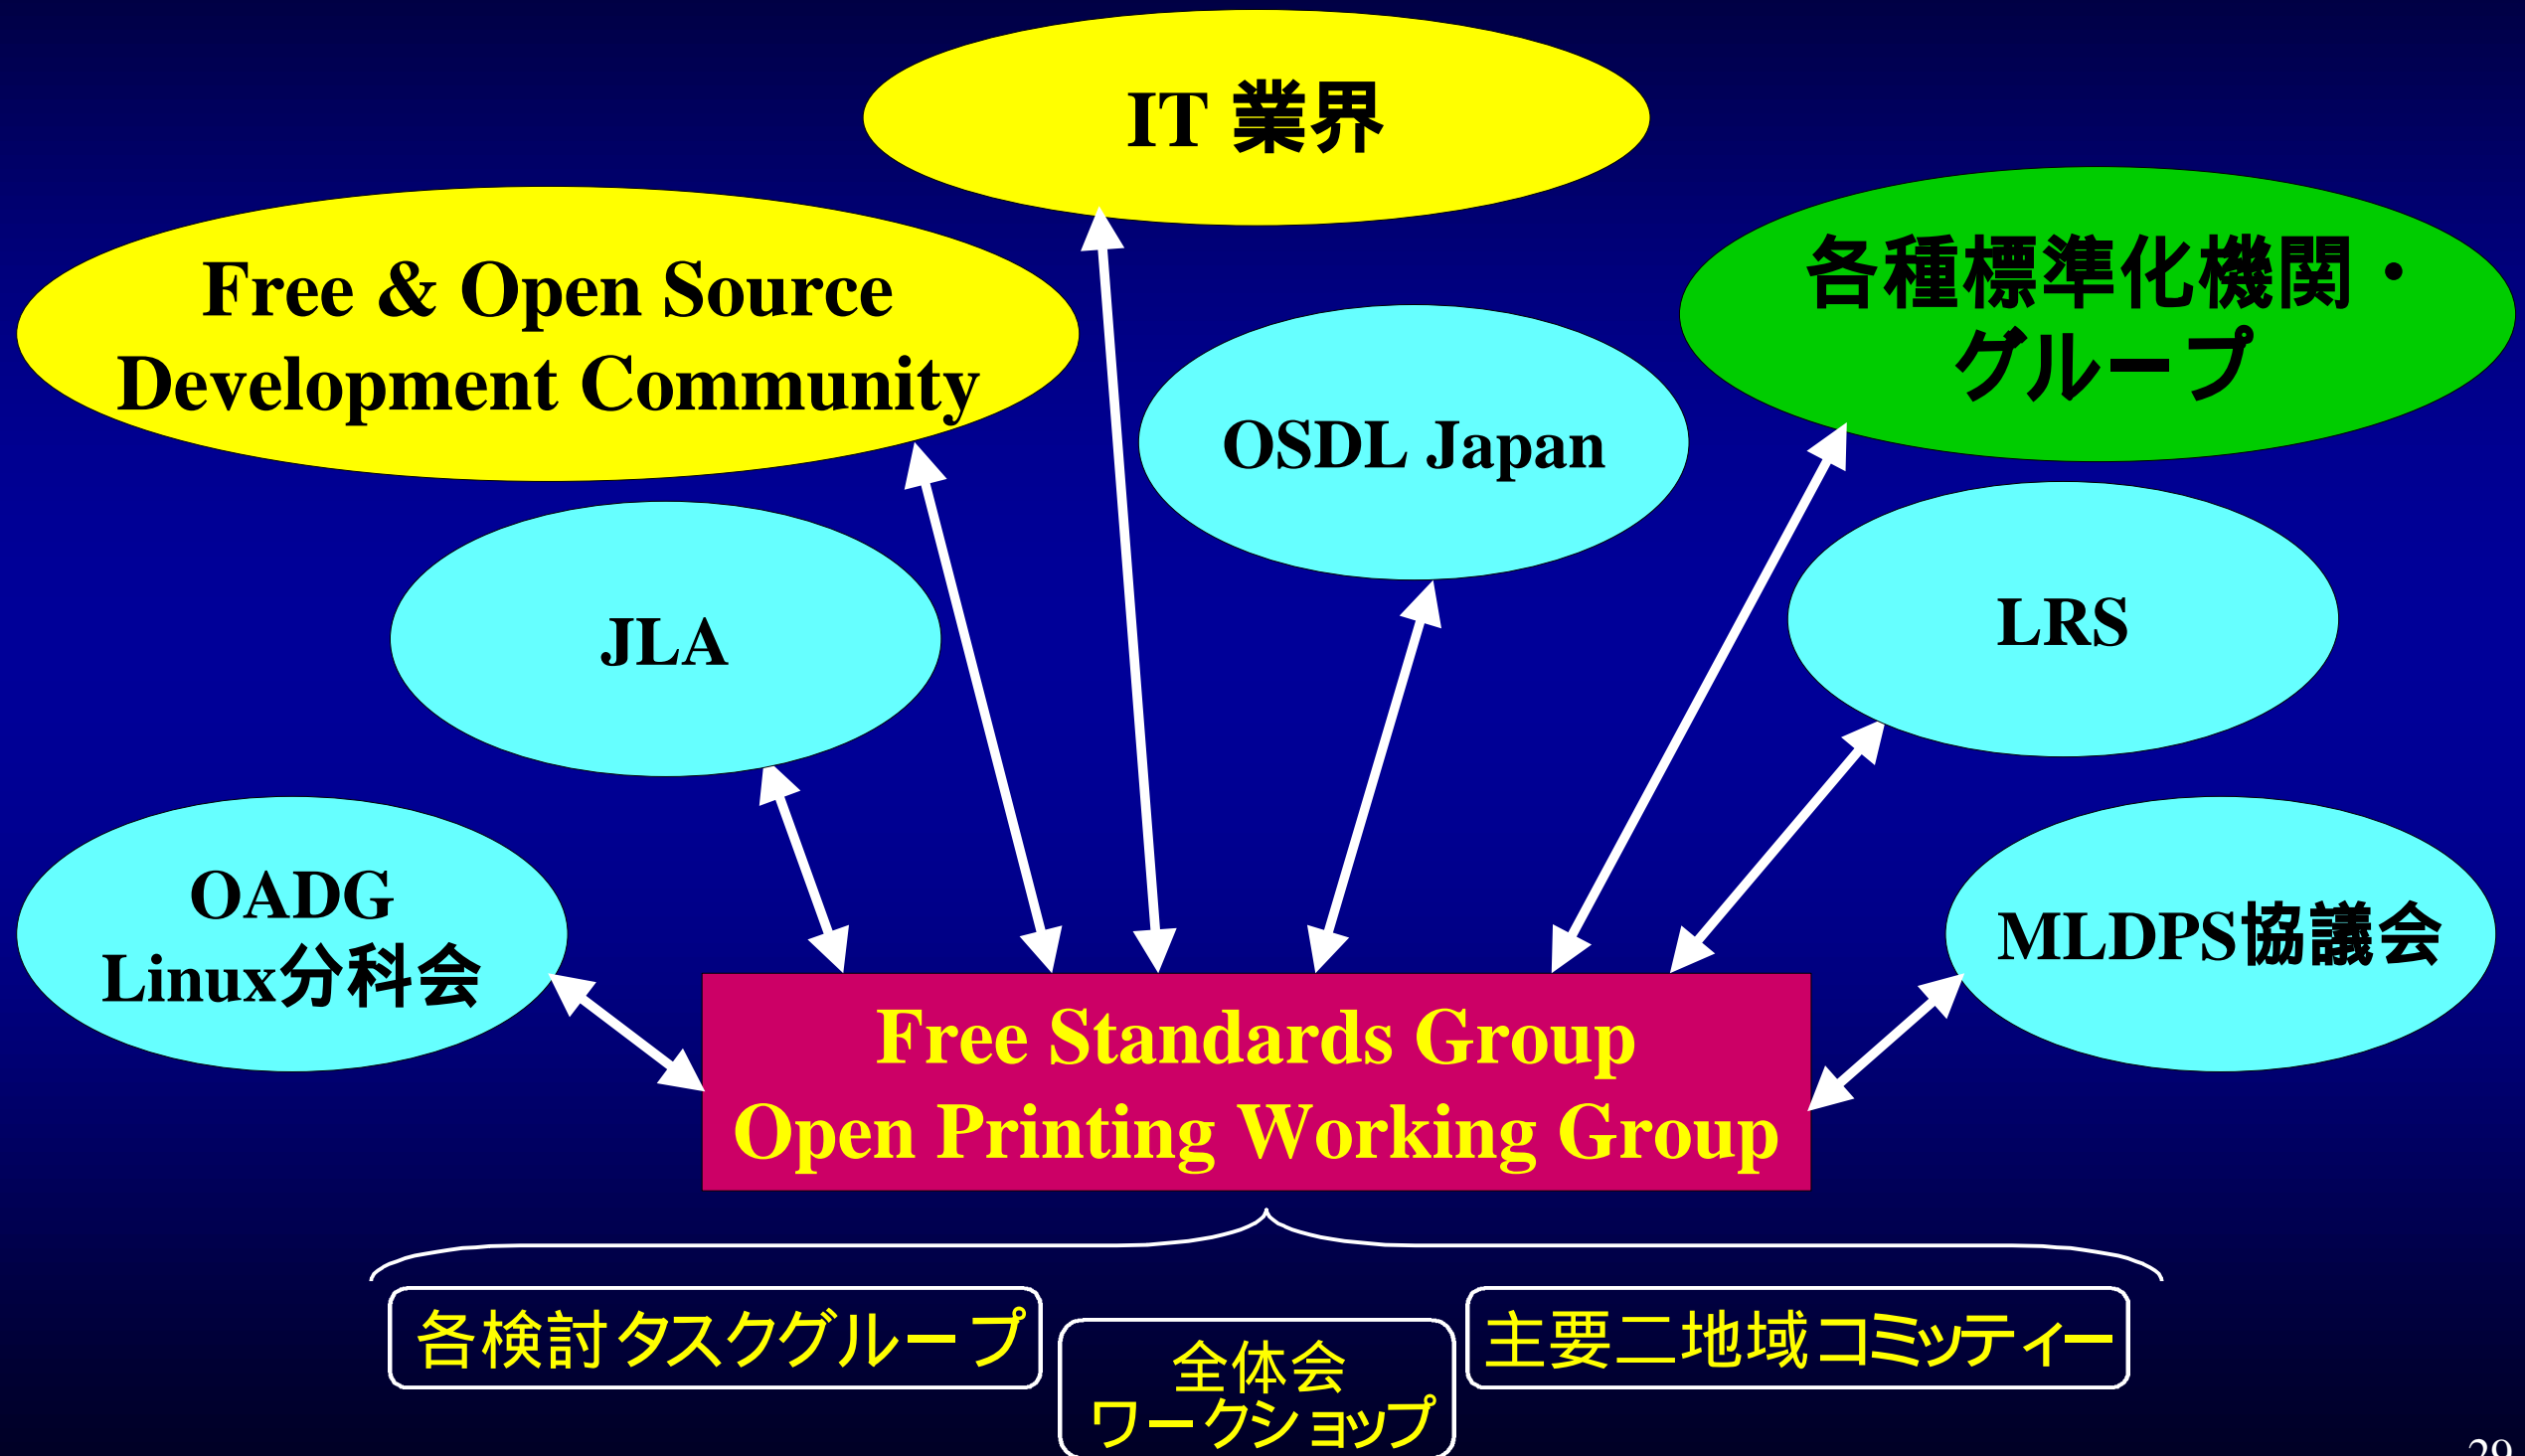 IT 業界
Free & Open Source
Development Community
各種標準化機関・
グループ
OSDL Japan
JLA
LRS
OADG
Linux分科会
MLDPS協議会
Free Standards Group
Open Printing Working Group
各検討タスクグループ
全体会
ワークショップ
主要二地域コミッティー
29